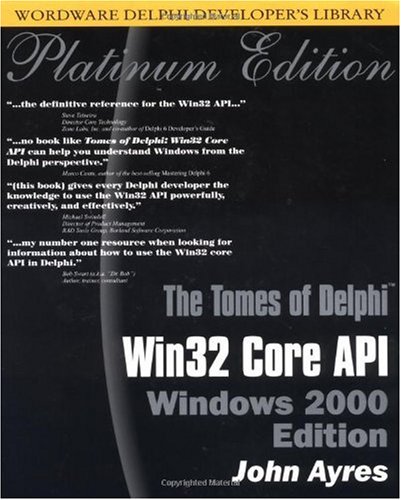 WORDWARE DELPHI DEVELOPER'S LIBRARY
Platinum Edition
“...the definitive reference for the Win32 API...”
Steve Teixeira
Director Core Technology
Zone Labs, Inc. and co-author of Delphi 6 Developer's Guide
“...no book like Tomes of Delphi: Win32 Core
API can help you understand Windows from the
Delphi perspective.”
Marco Cantu, author of the best-selling Mastering Delphi 6
“(this book) gives every Delphi developer the
knowledge to use the Win32 API powerfully,
creatively, and effectively.”
Michael Swindell
Director of Product Management
RAD Tools Group, Borland Software Corporation
“...my number one resource when looking for
information about how to use the Win32 core
API in Delphi.”
Bob Swart (a.k.a. “Dr. Bob”)
Author, trainer, consultant
The Tomes of Delphi™
Win32 Core API
Windows 2000
Edition
John Ayres
Copyrighted Material